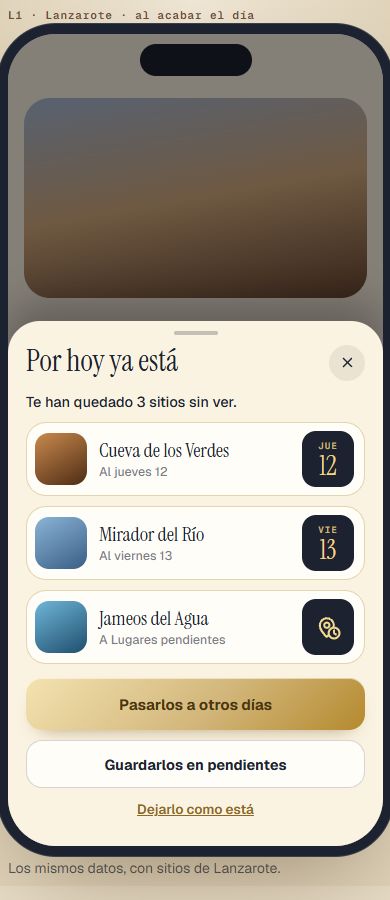 L1 · Lanzarote · al acabar el día
Por hoy ya está
Te han quedado 3 sitios sin ver.
Cueva de los Verdes
Al jueves 12
JUE
12
Mirador del Río
Al viernes 13
VIE
13
Jameos del Agua
A Lugares pendientes
Pasarlos a otros días
Guardarlos en pendientes
Dejarlo como está
Los mismos datos, con sitios de Lanzarote.